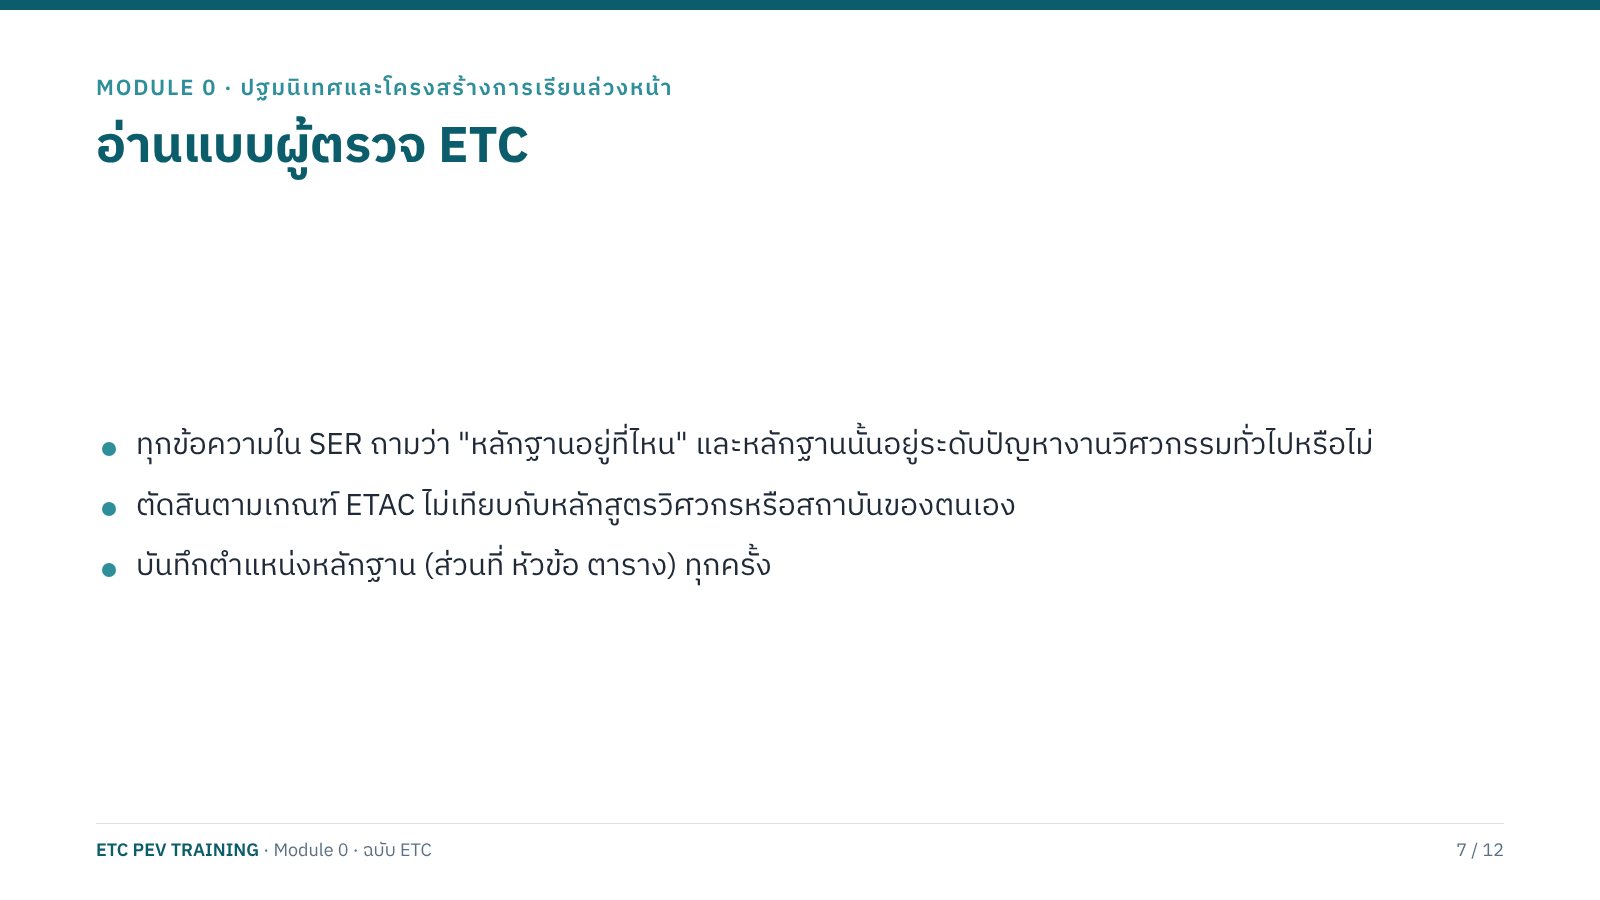 MODULE 0 · ปฐมนิเทศและโครงสร้างการเรียนล่วงหน้า
อ่านแบบผู้ตรวจ ETC
ทุกข้อความใน SER ถามว่า "หลักฐานอยู่ที่ไหน" และหลักฐานนั้นอยู่ระดับปัญหางานวิศวกรรมทั่วไปหรือไม่
ตัดสินตามเกณฑ์ ETAC ไม่เทียบกับหลักสูตรวิศวกรหรือสถาบันของตนเอง
บันทึกตำแหน่งหลักฐาน (ส่วนที่ หัวข้อ ตาราง) ทุกครั้ง
ETC PEV TRAINING · Module 0 · ฉบับ ETC
7 / 12